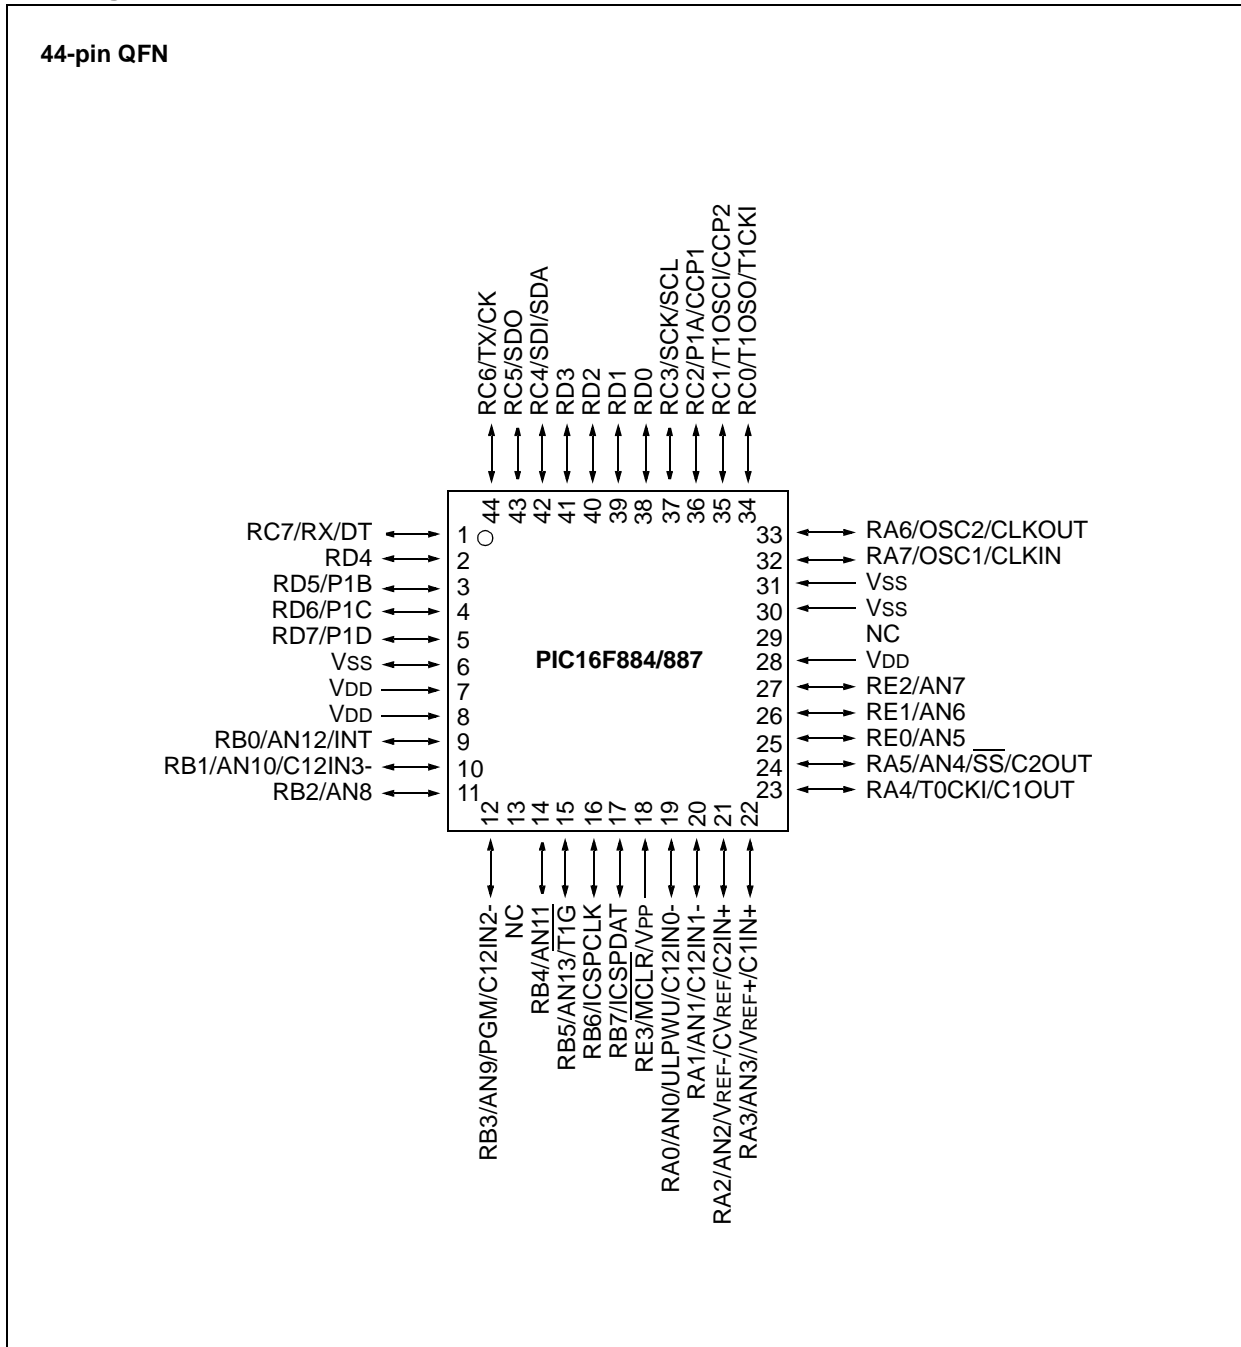 44-pin QFN
RC6/TX/CK
RC5/SDO
RC4/SDI/SDA
RD3
RD2
RD1
RD0
RC3/SCK/SCL
RC2/P1A/CCP1
RC1/T1OSCI/CCP2
RC0/T1OSO/T1CKI
44
43
42
41
40
39
38
37
36
35
34
RC7/RX/DT 1
RD4 2
RD5/P1B 3
RD6/P1C 4
RD7/P1D 5
VSS 6
VDD 7
VDD 8
RB0/AN12/INT 9
RB1/AN10/C12IN3- 10
RB2/AN8 11
PIC16F884/887
33 RA6/OSC2/CLKOUT
32 RA7/OSC1/CLKIN
31 VSS
30 VSS
29 NC
28 VDD
27 RE2/AN7
26 RE1/AN6
25 RE0/AN5
24 RA5/AN4/SS/C2OUT
23 RA4/T0CKI/C1OUT
12
13
14
15
16
17
18
19
20
21
22
RB3/AN9/PGM/C12IN2-
NC
RB4/AN11
RB5/AN13/T1G
RB6/ICSPCLK
RB7/ICSPDAT
RE3/MCLR/VPP
RA0/AN0/ULPWU/C12IN0-
RA1/AN1/C12IN1-
RA2/AN2/VREF-/CVREF/C2IN+
RA3/AN3//VREF+/C1IN+